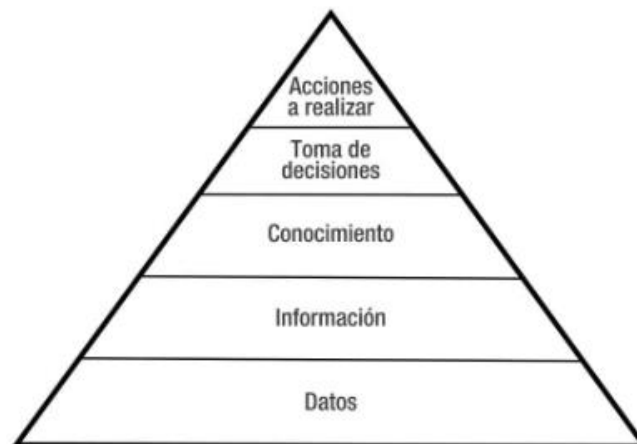 Acciones
a realizar
Toma de
decisiones
Conocimiento
Información
Datos